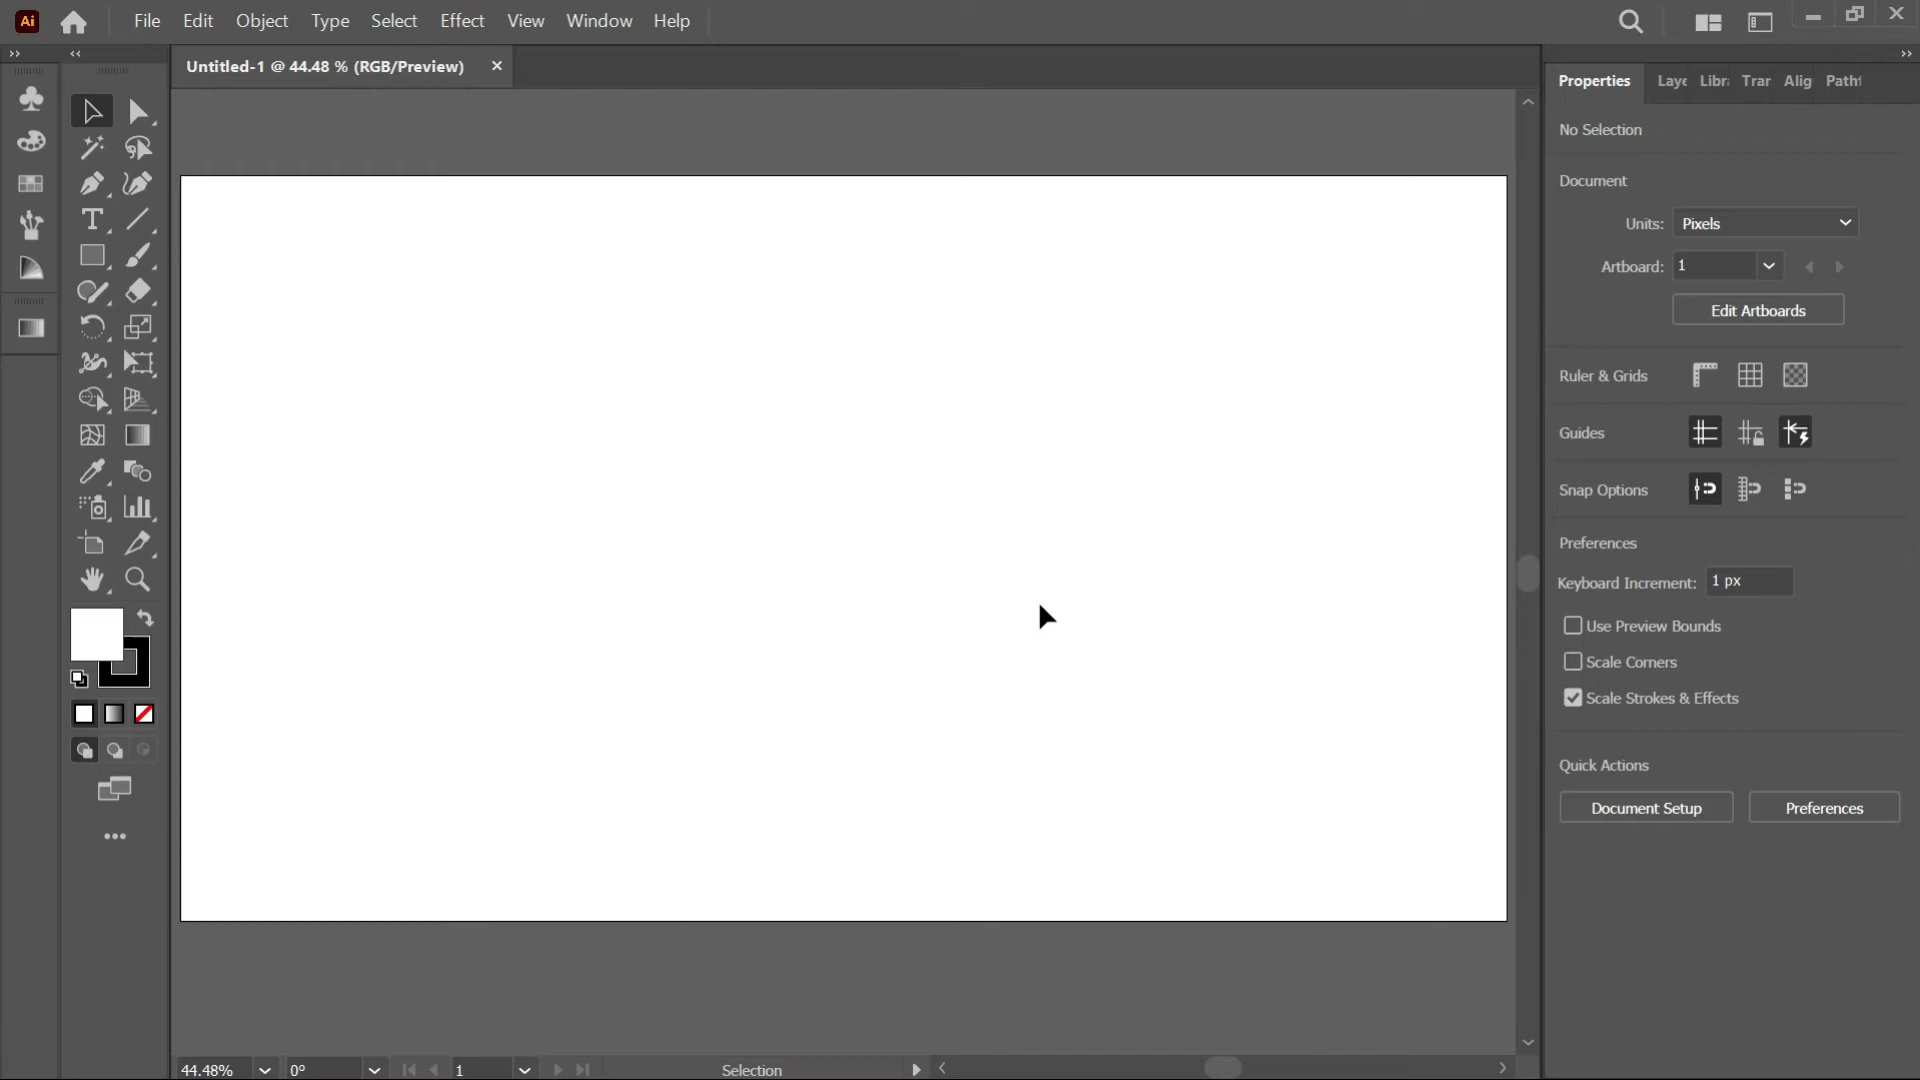 Ai
File Edit Object Type Select Effect View Window Help
Untitled-1 @ 44.48 % (RGB/Preview)
Properties Laye Libra Trar Alig Pathf
No Selection
Document
Units: Pixels
Artboard: 1
Edit Artboards
Ruler & Grids
Guides
Snap Options
Preferences
Keyboard Increment: 1 px
Use Preview Bounds
Scale Corners
Scale Strokes & Effects
Quick Actions
Document Setup Preferences
44.48% 0° 1 Selection